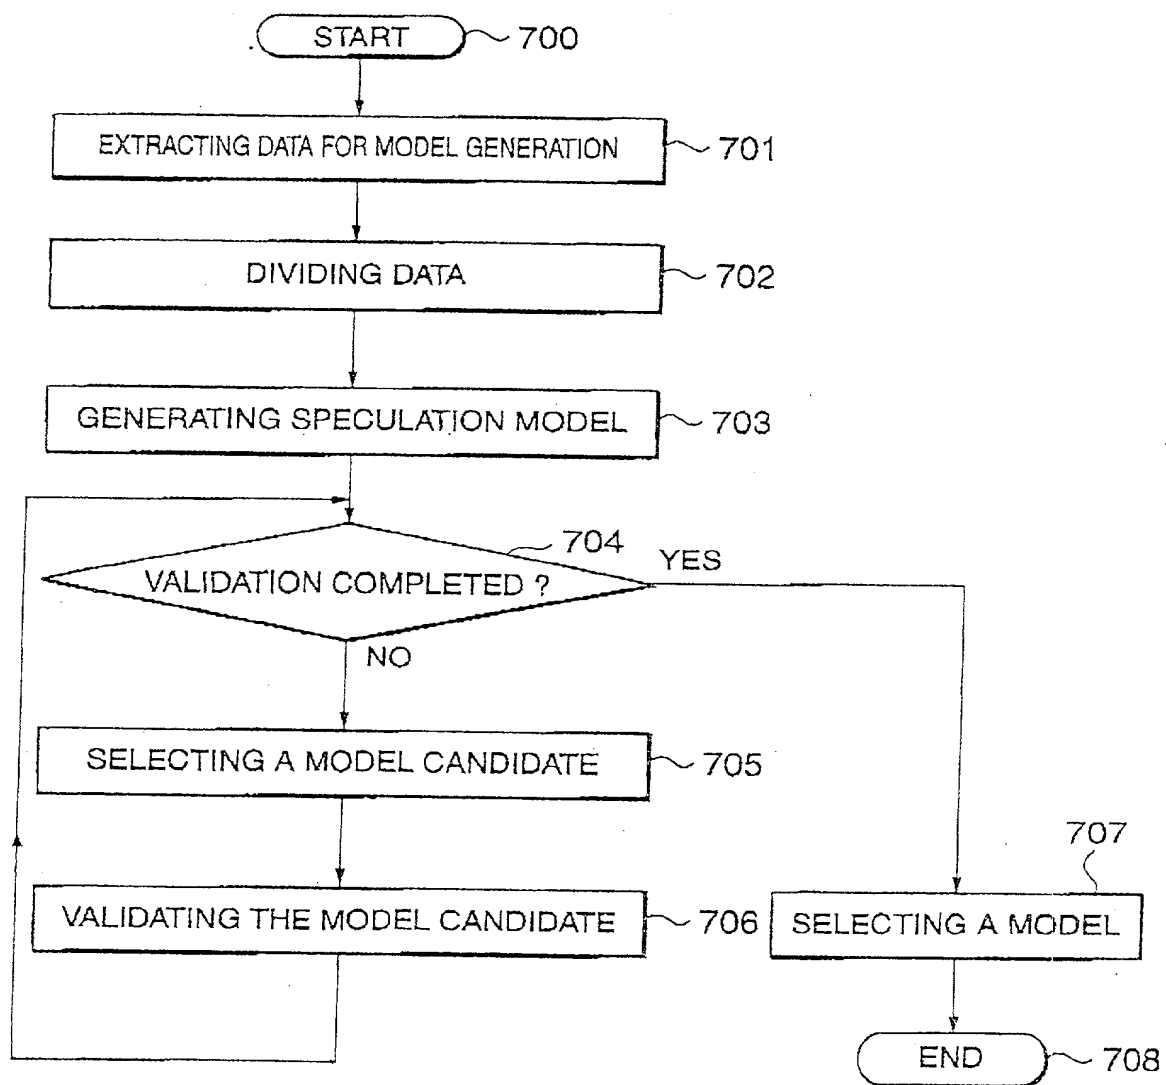 START 700
EXTRACTING DATA FOR MODEL GENERATION 701
DIVIDING DATA 702
GENERATING SPECULATION MODEL 703
704
YES
VALIDATION COMPLETED ?
NO
SELECTING A MODEL CANDIDATE 705
VALIDATING THE MODEL CANDIDATE 706
707
SELECTING A MODEL
END 708